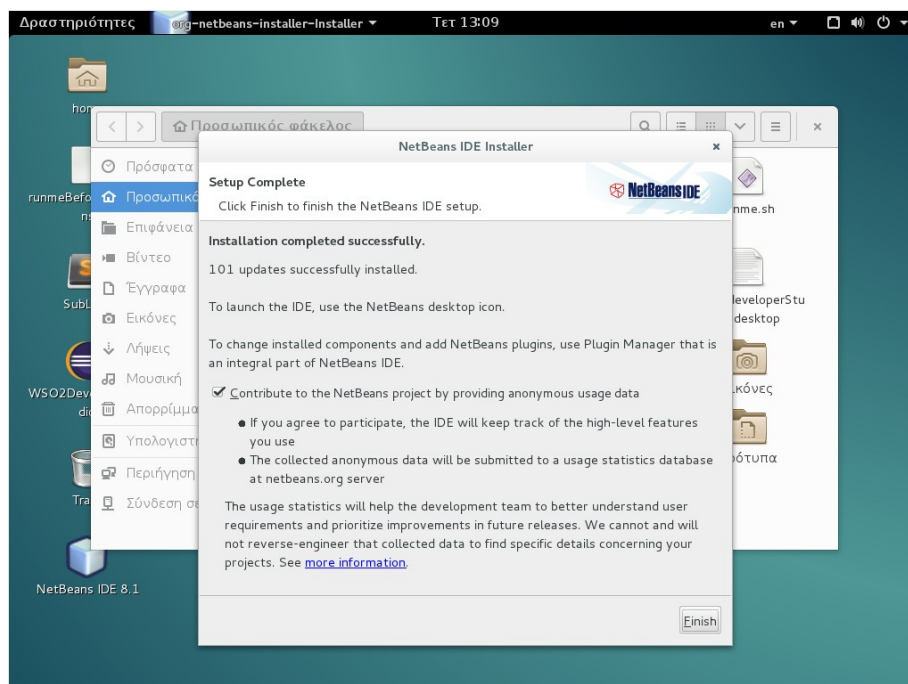 Δραστηριότητες org-netbeans-installer-Installer Τετ 13:09 en
Προσωπικός φάκελος
Πρόσφατα
Επιφάνεια
Βίντεο
Έγγραφα
Εικόνες
Λήψεις
Μουσική
Περιήγηση
Σύνδεση
NetBeans IDE 8.1
NetBeans IDE Installer
Setup Complete
Click Finish to finish the NetBeans IDE setup.
NetBeans IDE
Installation completed successfully.
101 updates successfully installed.
To launch the IDE, use the NetBeans desktop icon.
To change installed components and add NetBeans plugins, use Plugin Manager that is
an integral part of NetBeans IDE.
Contribute to the NetBeans project by providing anonymous usage data
If you agree to participate, the IDE will keep track of the high-level features
you use
The collected anonymous data will be submitted to a usage statistics database
at netbeans.org server
The usage statistics will help the development team to better understand user
requirements and prioritize improvements in future releases. We cannot and will
not reverse-engineer that collected data to find specific details concerning your
projects. See more information.
Finish